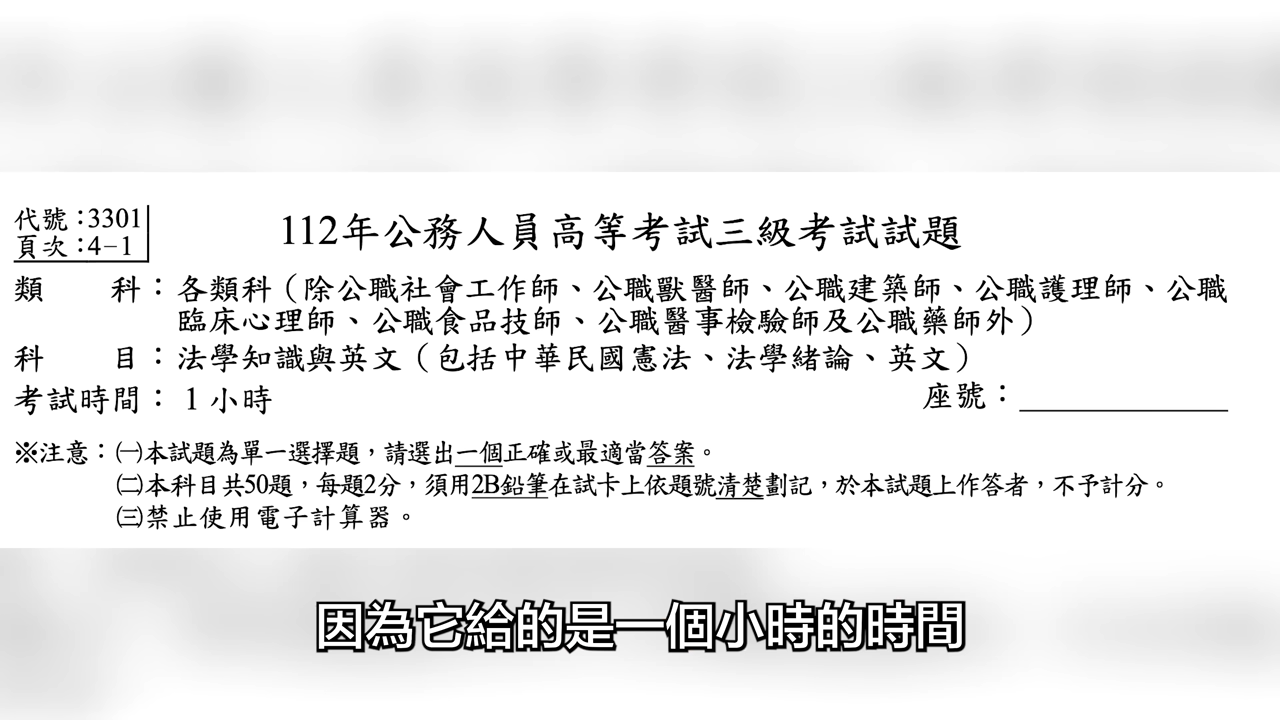 代號：3301
頁次：4－1
112年公務人員高等考試三級考試試題
類　　科：各類科（除公職社會工作師、公職獸醫師、公職建築師、公職護理師、公職
臨床心理師、公職食品技師、公職醫事檢驗師及公職藥師外）
科　　目：法學知識與英文（包括中華民國憲法、法學緒論、英文）
考試時間：1 小時
座號：
※注意：㈠本試題為單一選擇題，請選出一個正確或最適當答案。
㈡本科目共50題，每題2分，須用2B鉛筆在試卡上依題號清楚劃記，於本試題上作答者，不予計分。
㈢禁止使用電子計算器。
因為它給的是一個小時的時間